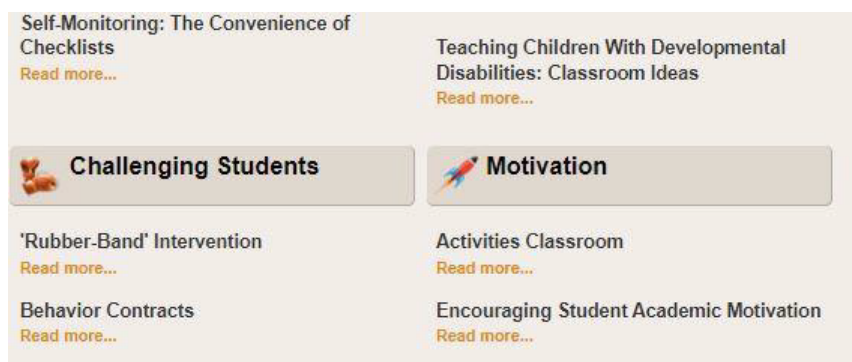 Self-Monitoring: The Convenience of
Checklists
Read more...
Teaching Children With Developmental
Disabilities: Classroom Ideas
Read more...
Challenging Students
'Rubber-Band' Intervention
Read more...
Behavior Contracts
Read more...
Motivation
Activities Classroom
Read more...
Encouraging Student Academic Motivation
Read more...